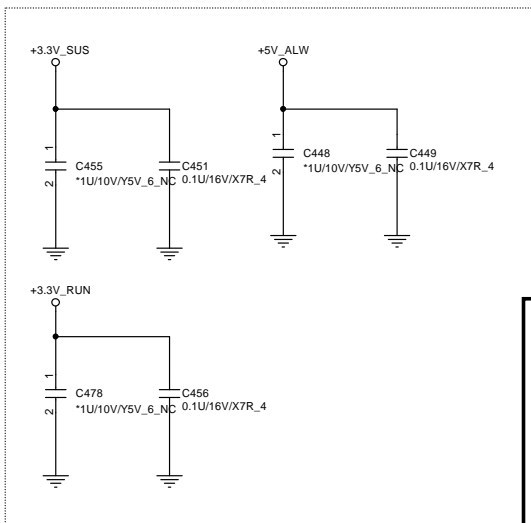 +3.3V_SUS
+5V_ALW
1
2
C455
*1U/10V/Y5V_6_NC
C451
0.1U/16V/X7R_4
1
2
C448
*1U/10V/Y5V_6_NC
C449
0.1U/16V/X7R_4
+3.3V_RUN
1
2
C478
*1U/10V/Y5V_6_NC
C456
0.1U/16V/X7R_4